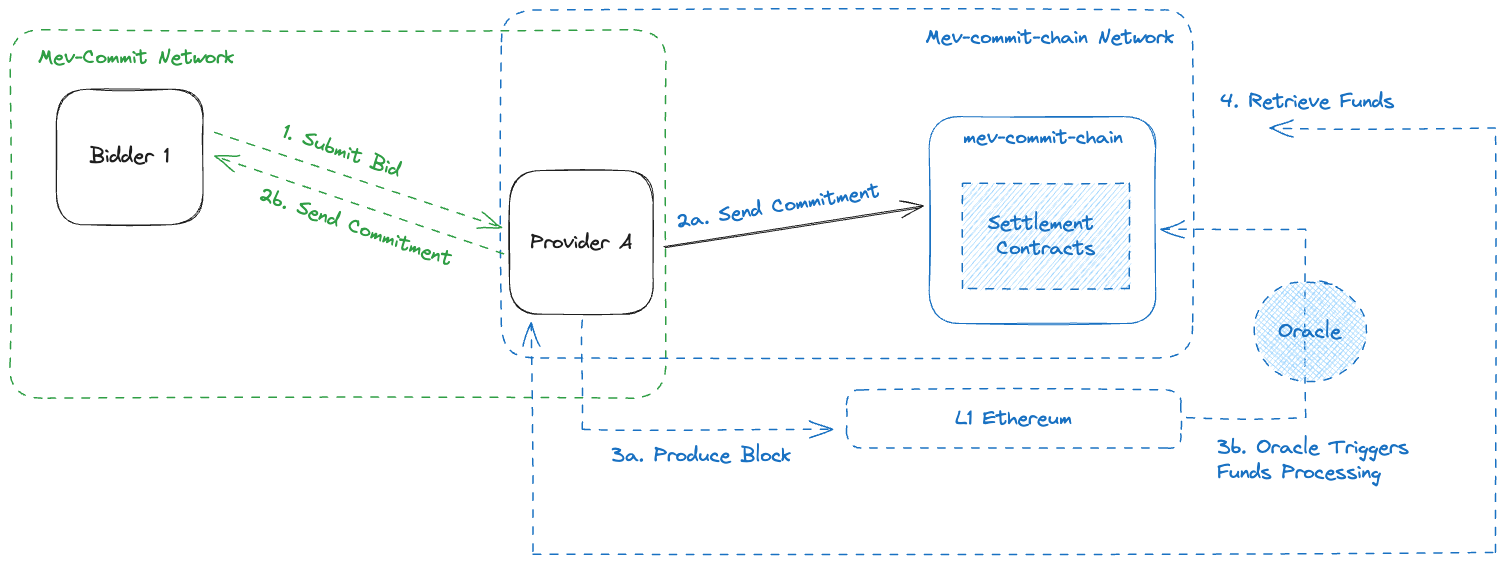 Mev-commit-chain Network
Mev-Commit Network
4. Retrieve Funds
Bidder 1
1. Submit Bid
mev-commit-chain
2b. Send Commitment
2a. Send Commitment
Provider A
Settlement
Contracts
Oracle
L1 Ethereum
3a. Produce Block
3b. Oracle Triggers
Funds Processing